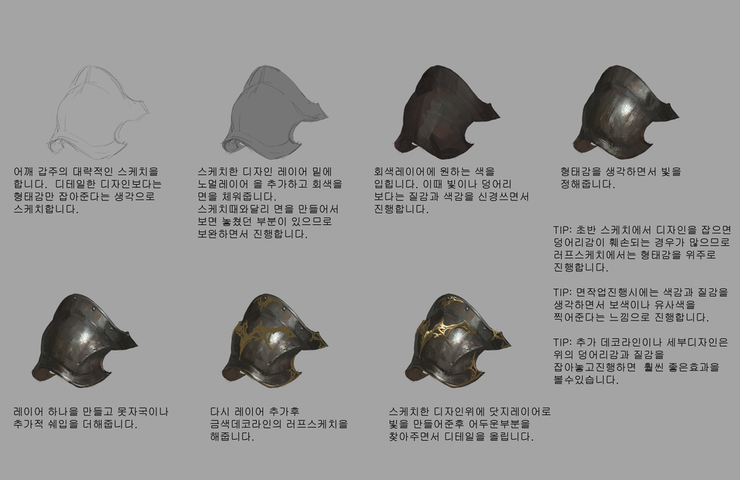 어깨 갑주의 대략적인 스케치을
합니다. 디테일한 디자인보다는
형태감만 잡아준다는 생각으로
스케치합니다.
스케치한 디자인 레이어 밑에
노멀레이어 을 추가하고 회색을
면을 체워줍니다.
스케치때와달리 면을 만들어서
보면 놓쳤던 부분이 있으므로
보완하면서 진행합니다.
회색레이어에 원하는 색을
입힙니다. 이때 빛이나 덩어리
보다는 질감과 색감을 신경쓰면서
진행합니다.
형태감을 생각하면서 빛을
정해줍니다.
TIP: 초반 스케치에서 디자인을 잡으면
덩어리감이 훼손되는 경우가 많으므로
러프스케치에서는 형태감을 위주로
진행합니다.
TIP: 면작업진행시에는 색감과 질감을
생각하면서 보색이나 유사색을
찍어준다는 느낌으로 진행합니다.
TIP: 추가 데코라인이나 세부디자인은
위의 덩어리감과 질감을
잡아놓고진행하면 훨씬 좋은효과을
볼수있습니다.
레이어 하나을 만들고 못자국이나
추가적 쉐입을 더해줍니다.
다시 레이어 추가후
금색데코라인의 러프스케치을
해줍니다.
스케치한 디자인위에 닷지레이어로
빛을 만들어준후 어두운부분을
찾아주면서 디테일을 올립니다.